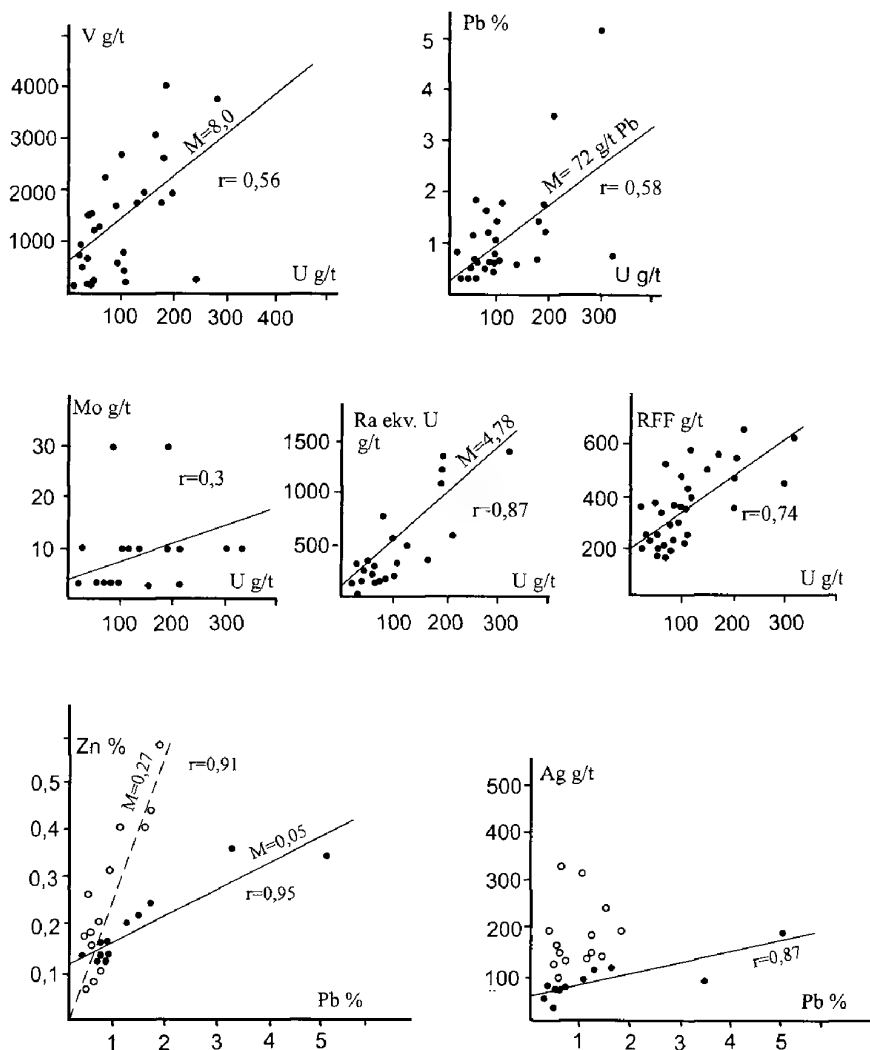 V g/t
4000
3000
2000
1000
M=8,0
r= 0,56
U g/t
100 200 300 400 500
Pb %
5
4
3
2
1
M= 72 g/t Pb
r= 0,58
U g/t
100 200 300
Mo g/t
30
20
10
r=0,3
U g/t
100 200 300
Ra ekv. U
g/t
1500
1000
500
M=4,78
r=0,87
U g/t
100 200 300
RFF g/t
600
400
200
r=0,74
U g/t
100 200 300
Zn %
0,5
0,4
0,3
0,2
0,1
M=0,27
r=0,91
M=0,05
r=0,95
Pb %
1 2 3 4 5
Ag g/t
500
400
300
200
100
r=0,87
Pb %
1 2 3 4 5